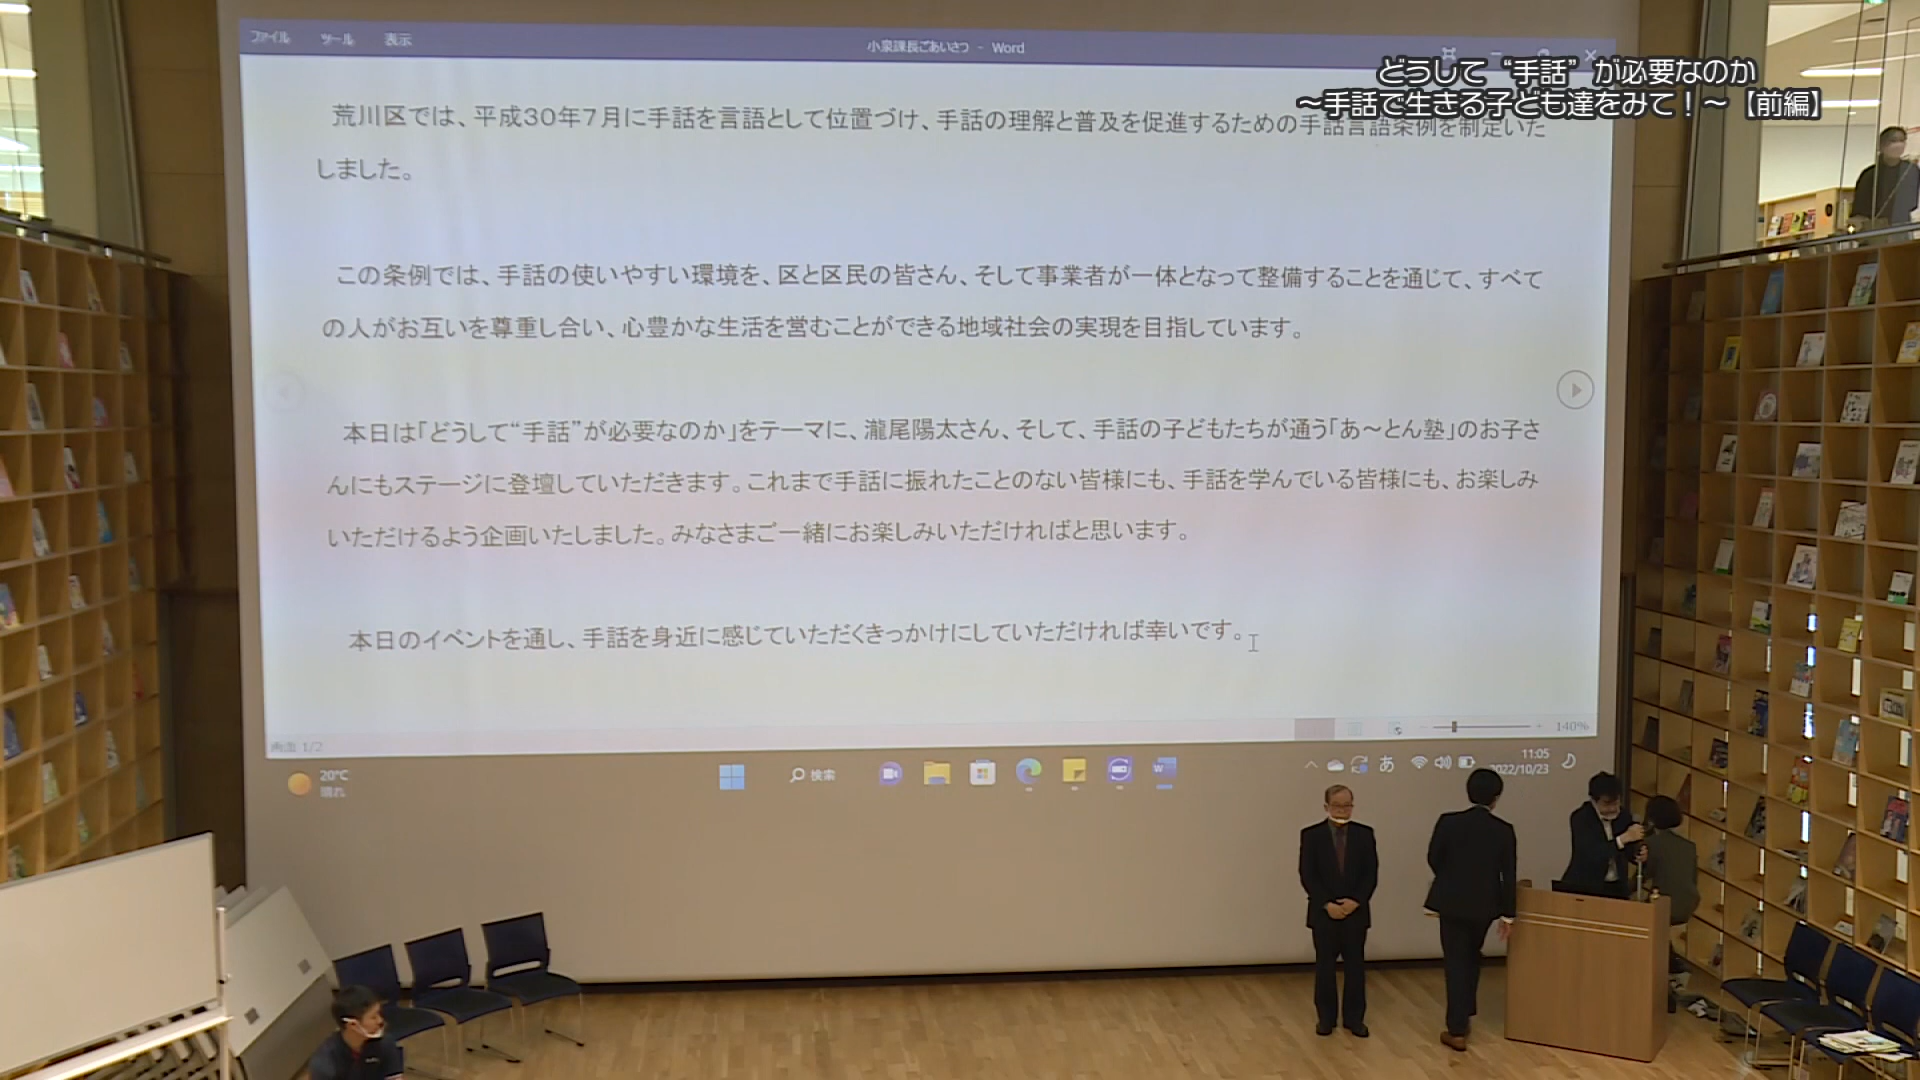 ファイル ツール 表示
小泉課長ごあいさつ - Word
どうして“手話”が必要なのか
～手話で生きる子ども達をみて！～【前編】
荒川区では、平成30年7月に手話を言語として位置づけ、手話の理解と普及を促進するための手話言語条例を制定いた
しました。
この条例では、手話の使いやすい環境を、区と区民の皆さん、そして事業者が一体となって整備することを通じて、すべて
の人がお互いを尊重し合い、心豊かな生活を営むことができる地域社会の実現を目指しています。
本日は「どうして“手話”が必要なのか」をテーマに、瀧尾陽太さん、そして、手話の子どもたちが通う「あ～とん塾」のお子さ
んにもステージに登壇していただきます。これまで手話に振れたことのない皆様にも、手話を学んでいる皆様にも、お楽しみ
いただけるよう企画いたしました。みなさまご一緒にお楽しみいただければと思います。
本日のイベントを通し、手話を身近に感じていただくきっかけにしていただければ幸いです。
画面 1/2
140%
20℃
晴れ
検索
あ
11:05
2022/10/23